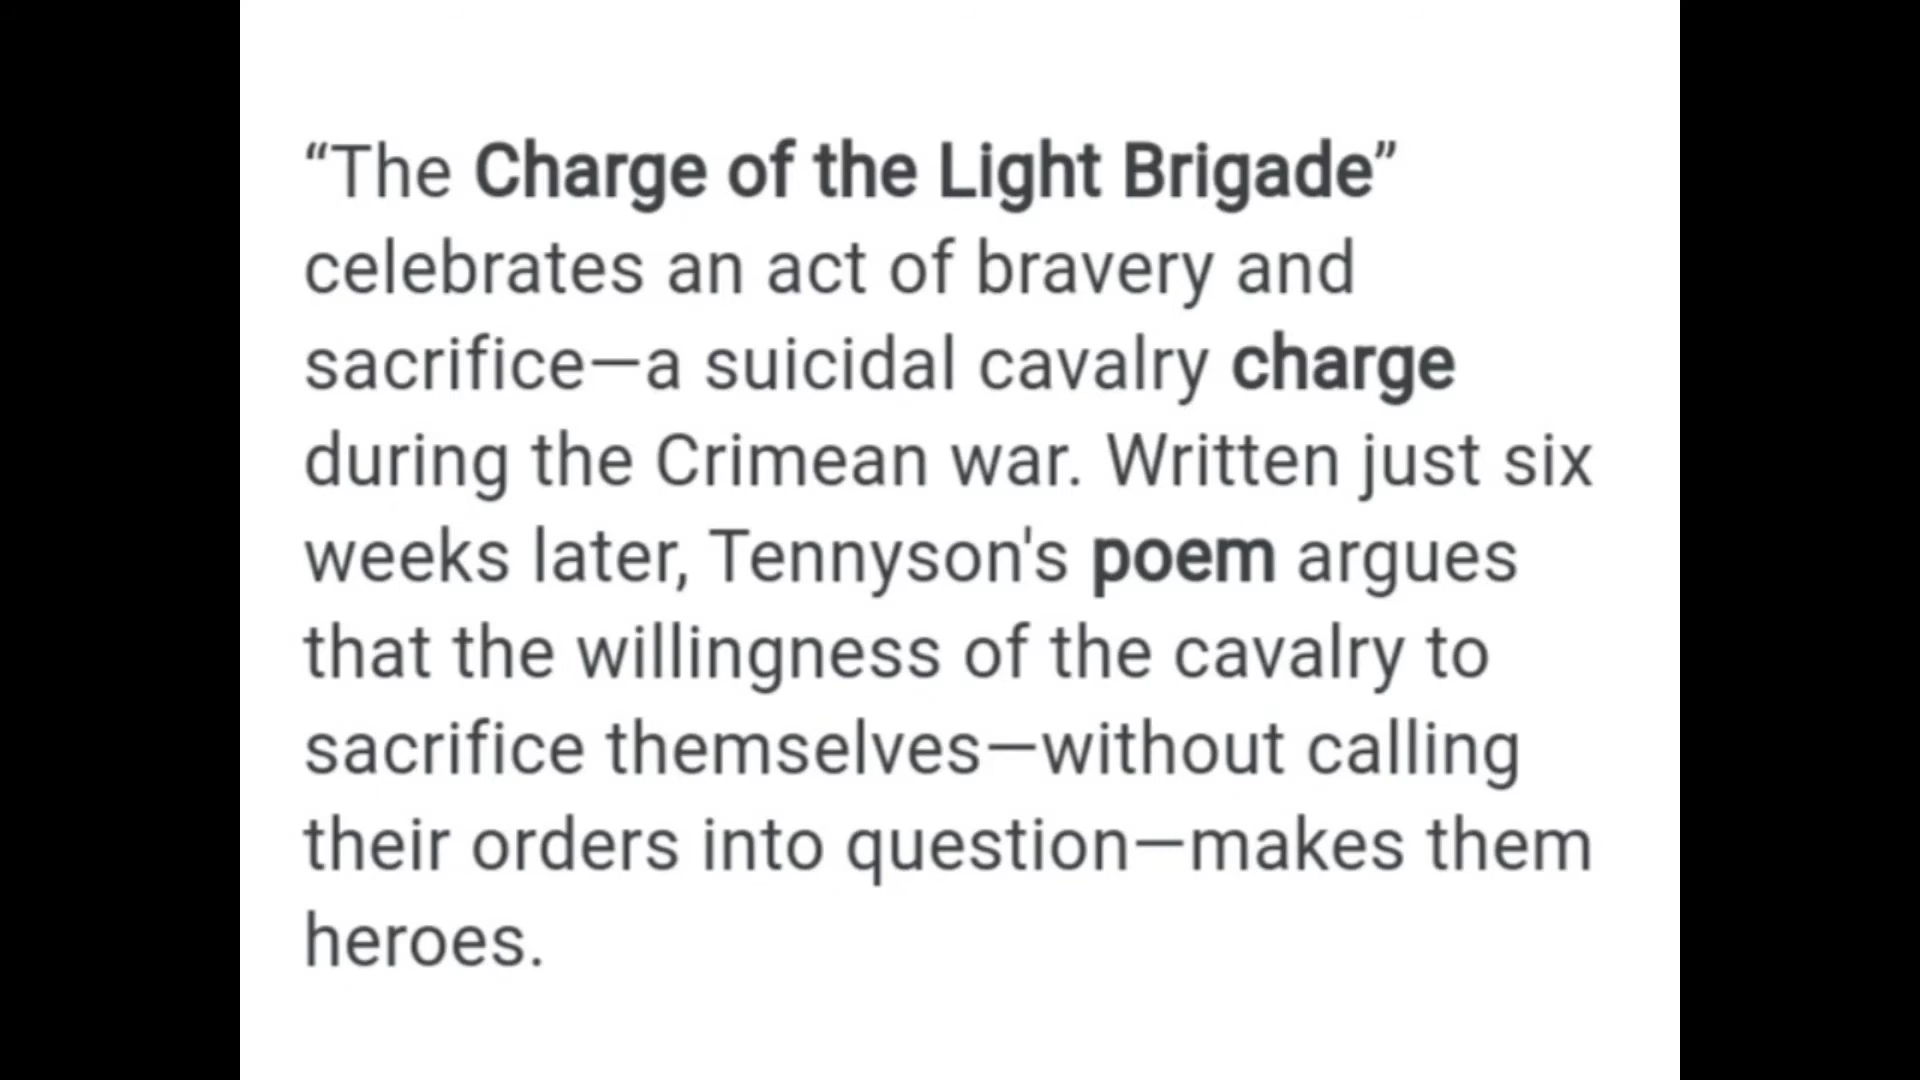 “The Charge of the Light Brigade”
celebrates an act of bravery and
sacrifice—a suicidal cavalry charge
during the Crimean war. Written just six
weeks later, Tennyson's poem argues
that the willingness of the cavalry to
sacrifice themselves—without calling
their orders into question—makes them
heroes.